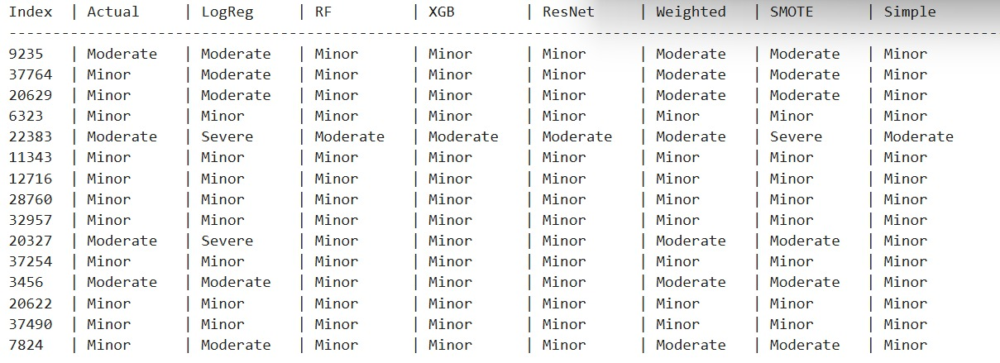 Index  | Actual    | LogReg    | RF         | XGB        | ResNet     | Weighted   | SMOTE      | Simple
--------------------------------------------------------------------------------------------------------------------
9235   | Moderate   | Moderate   | Minor      | Minor      | Minor      | Moderate   | Moderate   | Minor
37764  | Minor      | Moderate   | Minor      | Minor      | Minor      | Moderate   | Moderate   | Minor
20629  | Minor      | Moderate   | Minor      | Minor      | Minor      | Moderate   | Moderate   | Minor
6323   | Minor      | Minor      | Minor      | Minor      | Minor      | Minor      | Minor      | Minor
22383  | Moderate   | Severe     | Moderate   | Moderate   | Moderate   | Moderate   | Severe     | Moderate
11343  | Minor      | Minor      | Minor      | Minor      | Minor      | Minor      | Minor      | Minor
12716  | Minor      | Minor      | Minor      | Minor      | Minor      | Minor      | Minor      | Minor
28760  | Minor      | Minor      | Minor      | Minor      | Minor      | Minor      | Minor      | Minor
32957  | Minor      | Minor      | Minor      | Minor      | Minor      | Minor      | Minor      | Minor
20327  | Moderate   | Severe     | Minor      | Minor      | Minor      | Moderate   | Moderate   | Minor
37254  | Minor      | Minor      | Minor      | Minor      | Minor      | Minor      | Minor      | Minor
3456   | Moderate   | Moderate   | Minor      | Minor      | Minor      | Moderate   | Moderate   | Minor
20622  | Minor      | Minor      | Minor      | Minor      | Minor      | Minor      | Minor      | Minor
37490  | Minor      | Minor      | Minor      | Minor      | Minor      | Minor      | Minor      | Minor
7824   | Minor      | Moderate   | Minor      | Minor      | Minor      | Moderate   | Moderate   | Minor